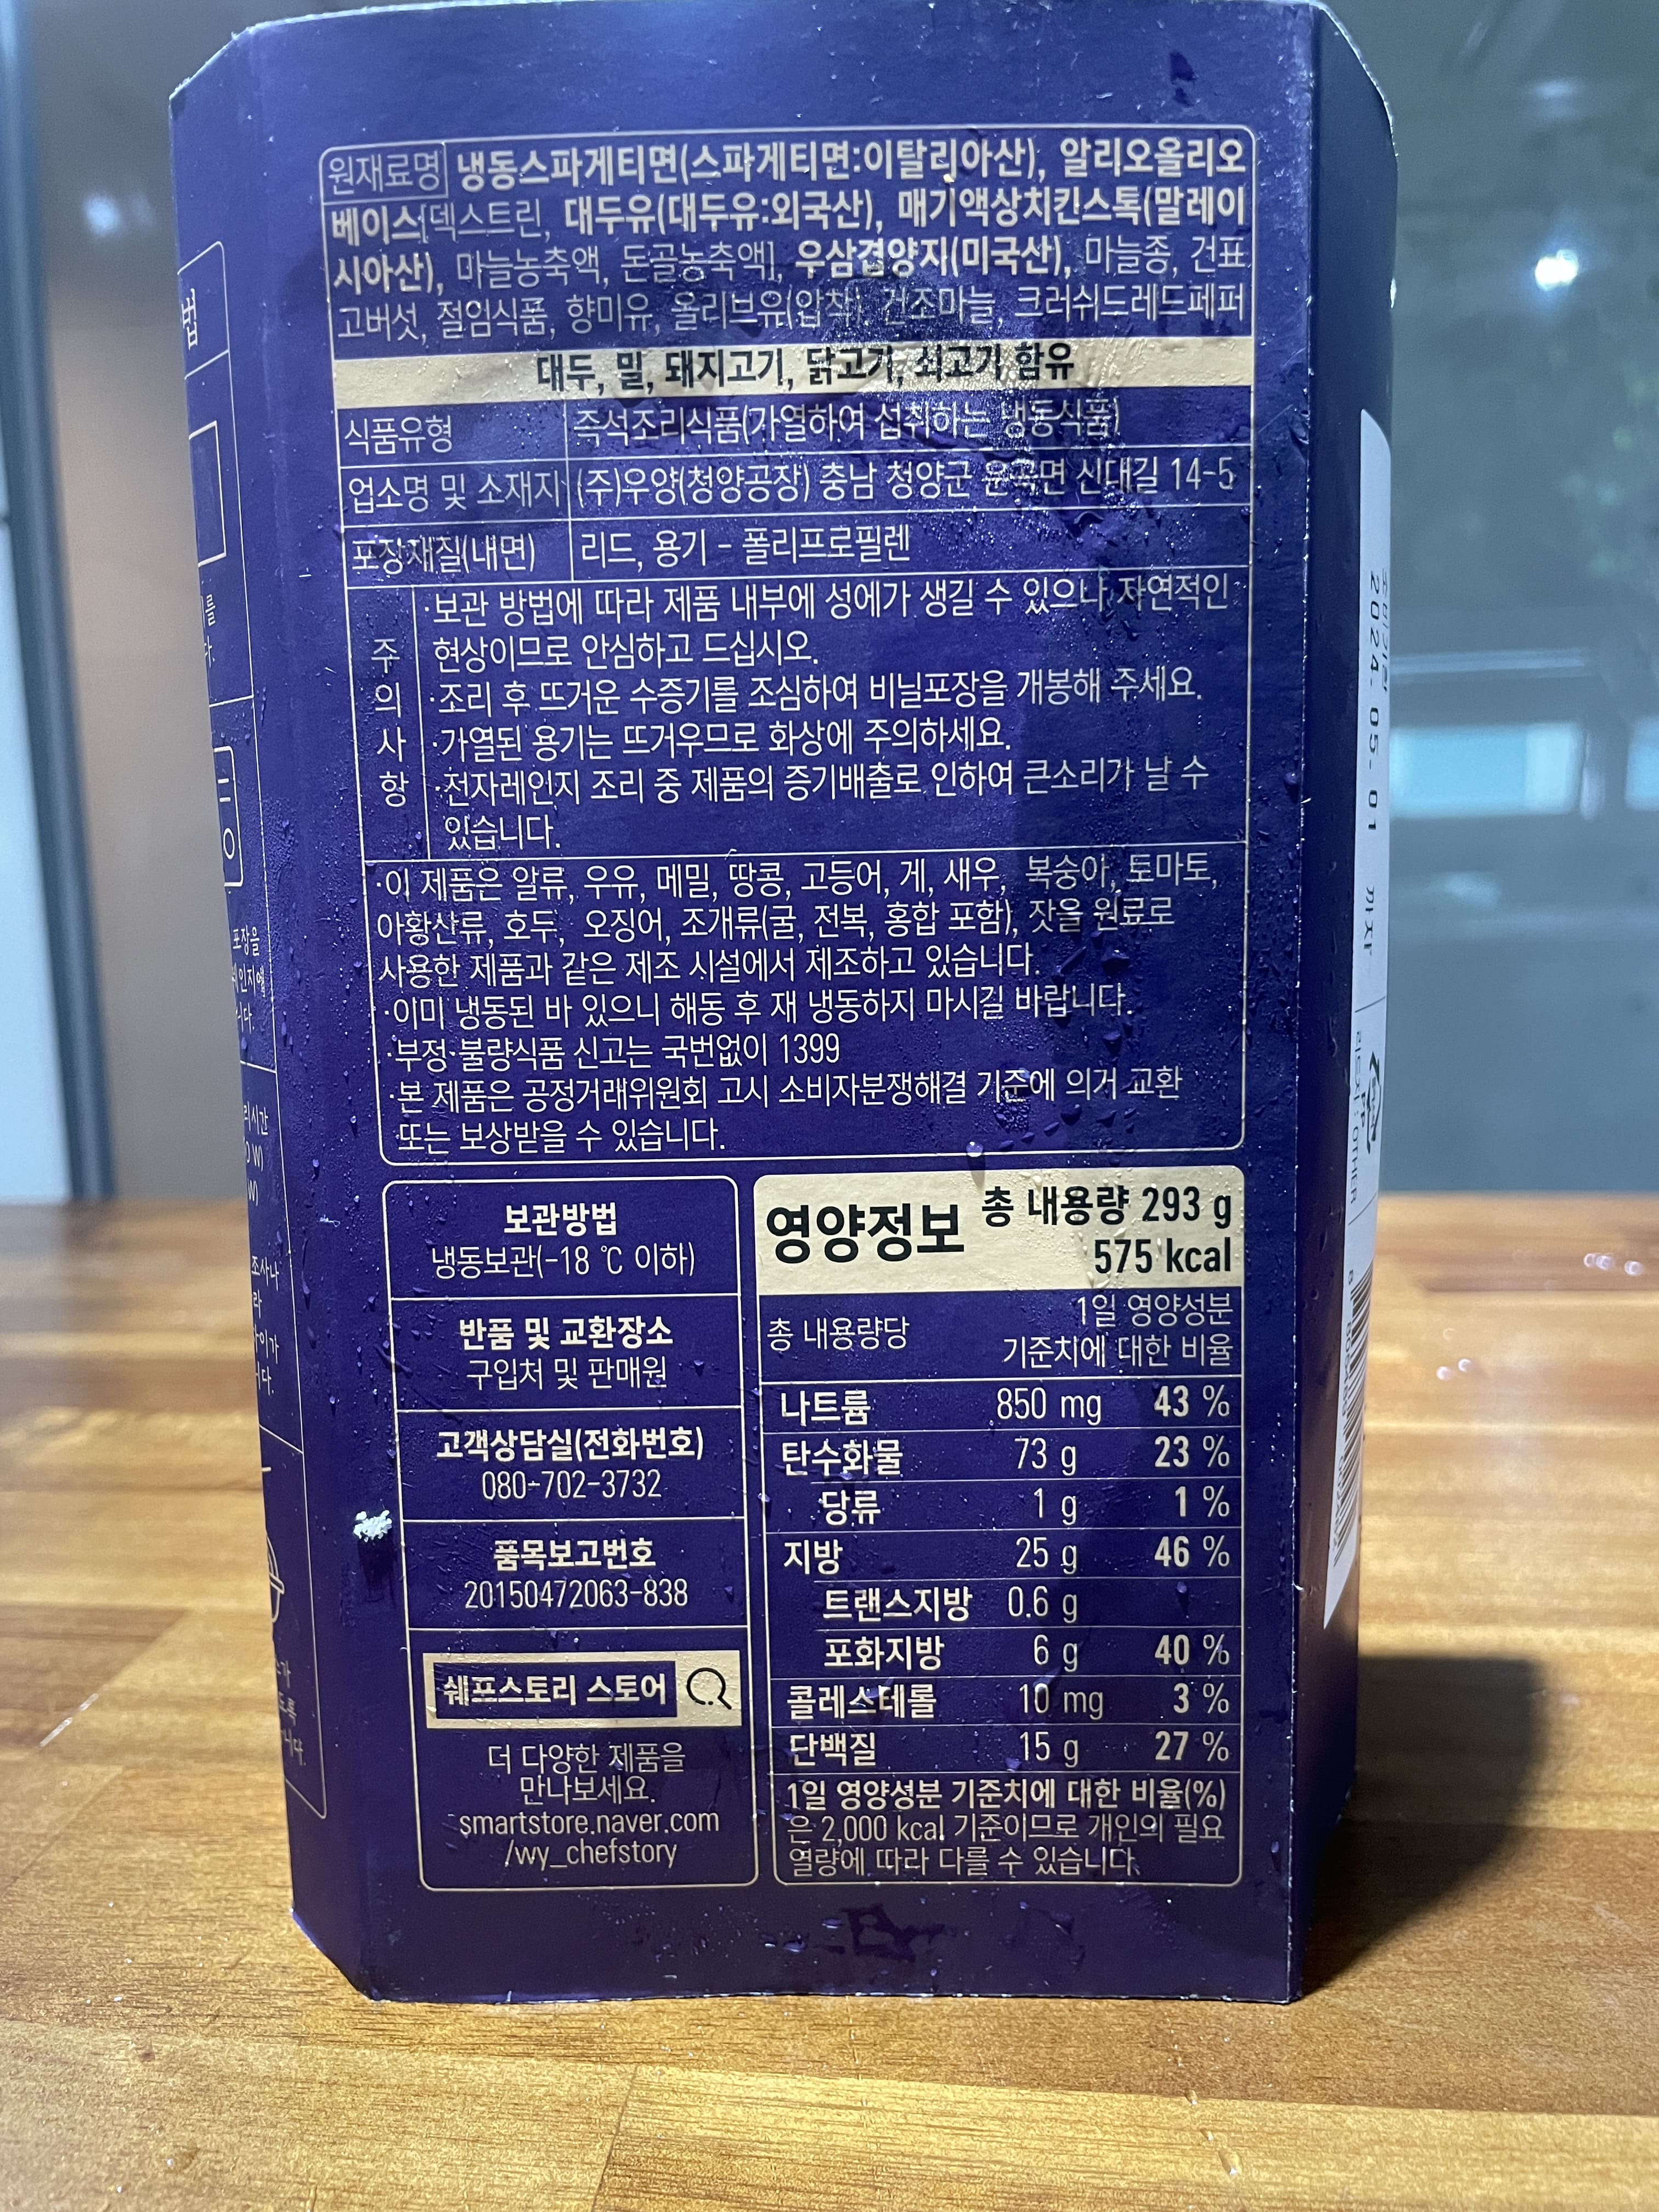 원재료명 냉동스파게티면(스파게티면:이탈리아산), 알리오올리오
베이스[덱스트린, 대두유(대두유:외국산), 매기액상치킨스톡(말레이
시아산), 마늘농축액, 돈골농축액], 우삼겹양지(미국산), 마늘종, 건표
고버섯, 절임식품, 향미유, 올리브유(압착), 건조마늘, 크러쉬드레드페퍼
대두, 밀, 돼지고기, 닭고기, 쇠고기 함유
식품유형 즉석조리식품(가열하여 섭취하는 냉동식품)
업소명 및 소재지 (주)우양(청양공장) 충남 청양군 운곡면 신대길 14-5
포장재질(내면) 리드, 용기 - 폴리프로필렌
주의사항
·보관 방법에 따라 제품 내부에 성에가 생길 수 있으나 자연적인
현상이므로 안심하고 드십시오.
·조리 후 뜨거운 수증기를 조심하여 비닐포장을 개봉해 주세요.
·가열된 용기는 뜨거우므로 화상에 주의하세요.
·전자레인지 조리 중 제품의 증기배출로 인하여 큰소리가 날 수
있습니다.
·이 제품은 알류, 우유, 메밀, 땅콩, 고등어, 게, 새우, 복숭아, 토마토,
아황산류, 호두, 오징어, 조개류(굴, 전복, 홍합 포함), 잣을 원료로
사용한 제품과 같은 제조 시설에서 제조하고 있습니다.
·이미 냉동된 바 있으니 해동 후 재 냉동하지 마시길 바랍니다.
·부정·불량식품 신고는 국번없이 1399
·본 제품은 공정거래위원회 고시 소비자분쟁해결 기준에 의거 교환
또는 보상받을 수 있습니다.
보관방법
냉동보관(-18 ℃ 이하)
반품 및 교환장소
구입처 및 판매원
고객상담실(전화번호)
080-702-3732
품목보고번호
20150472063-838
쉐프스토리 스토어
더 다양한 제품을
만나보세요.
smartstore.naver.com
/wy_chefstory
영양정보 총 내용량 293 g
575 kcal
총 내용량당 1일 영양성분
기준치에 대한 비율
나트륨 850 mg 43 %
탄수화물 73 g 23 %
당류 1 g 1 %
지방 25 g 46 %
트랜스지방 0.6 g
포화지방 6 g 40 %
콜레스테롤 10 mg 3 %
단백질 15 g 27 %
1일 영양성분 기준치에 대한 비율(%)
은 2,000 kcal 기준이므로 개인의 필요
열량에 따라 다를 수 있습니다.
2024. 05. 01 까지